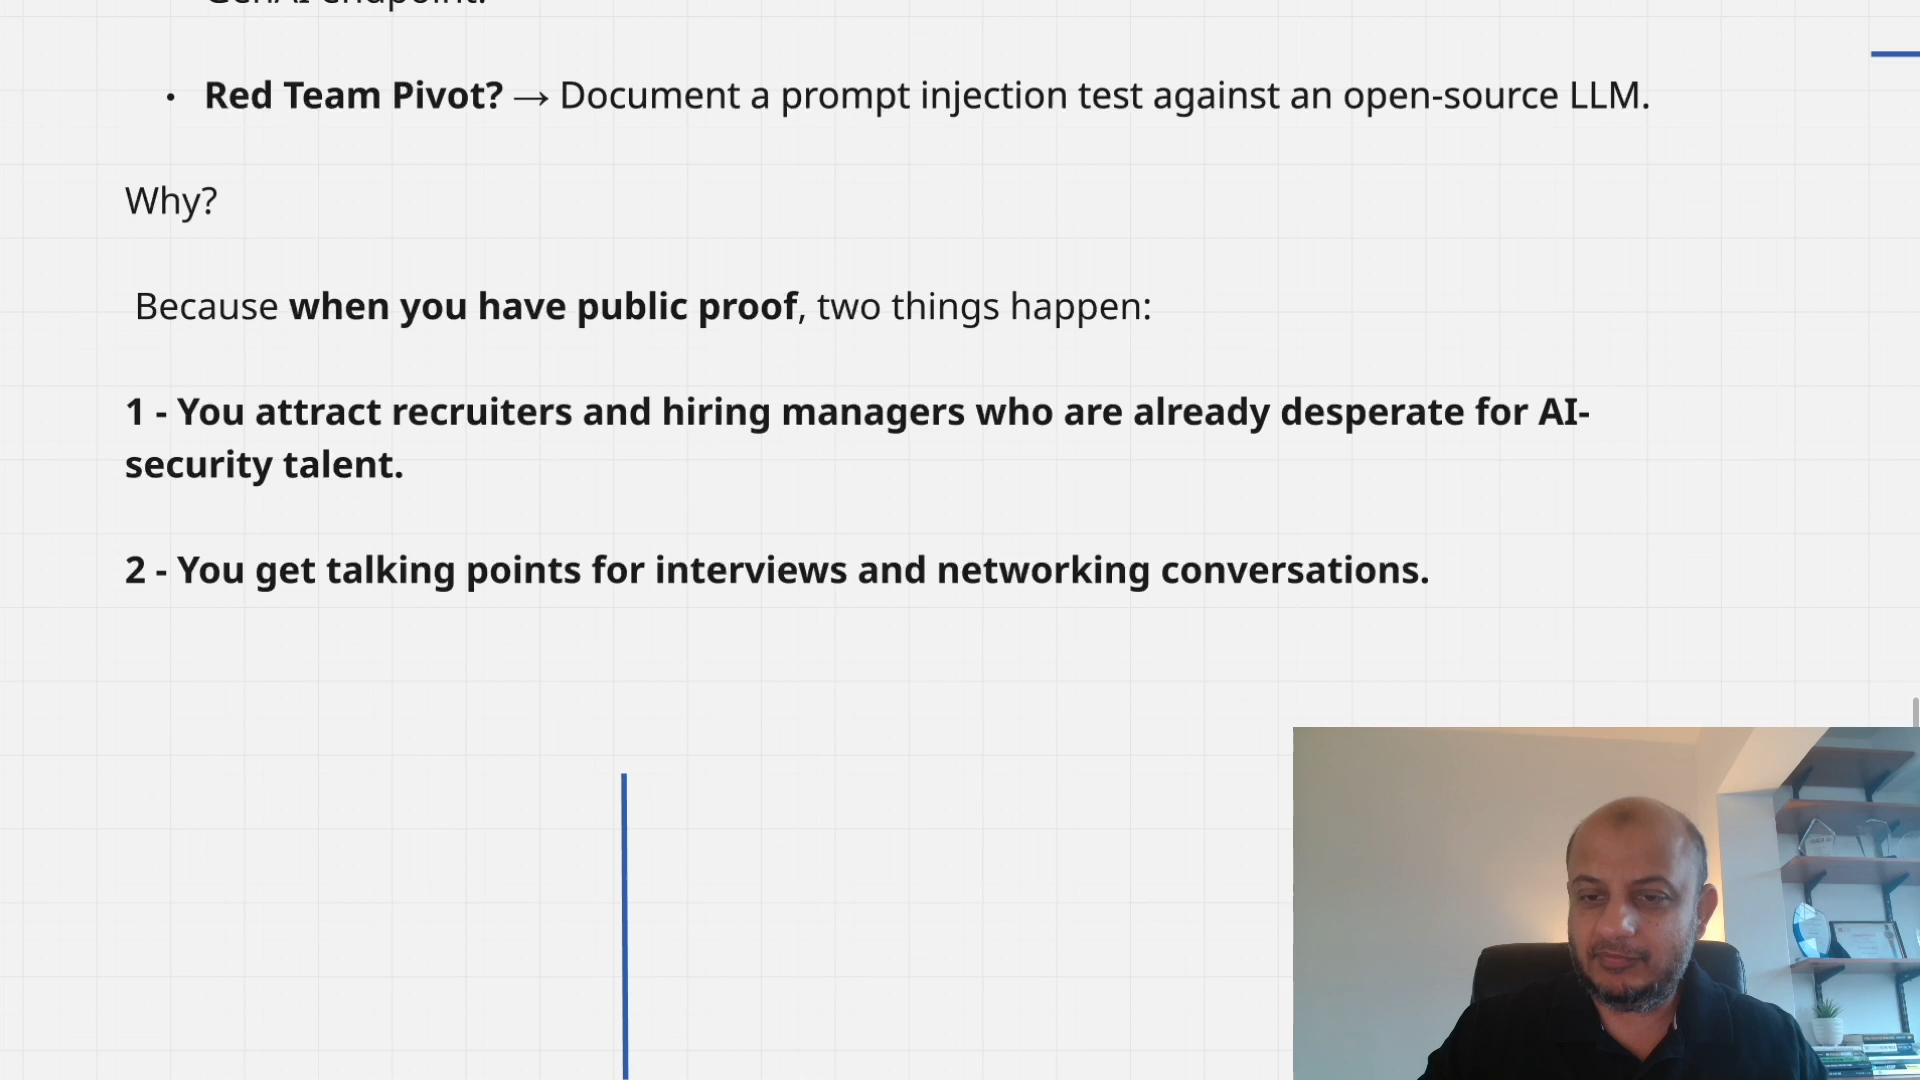 GenAI endpoint.
• Red Team Pivot? → Document a prompt injection test against an open-source LLM.
Why?
Because when you have public proof, two things happen:
1 - You attract recruiters and hiring managers who are already desperate for AI-
security talent.
2 - You get talking points for interviews and networking conversations.